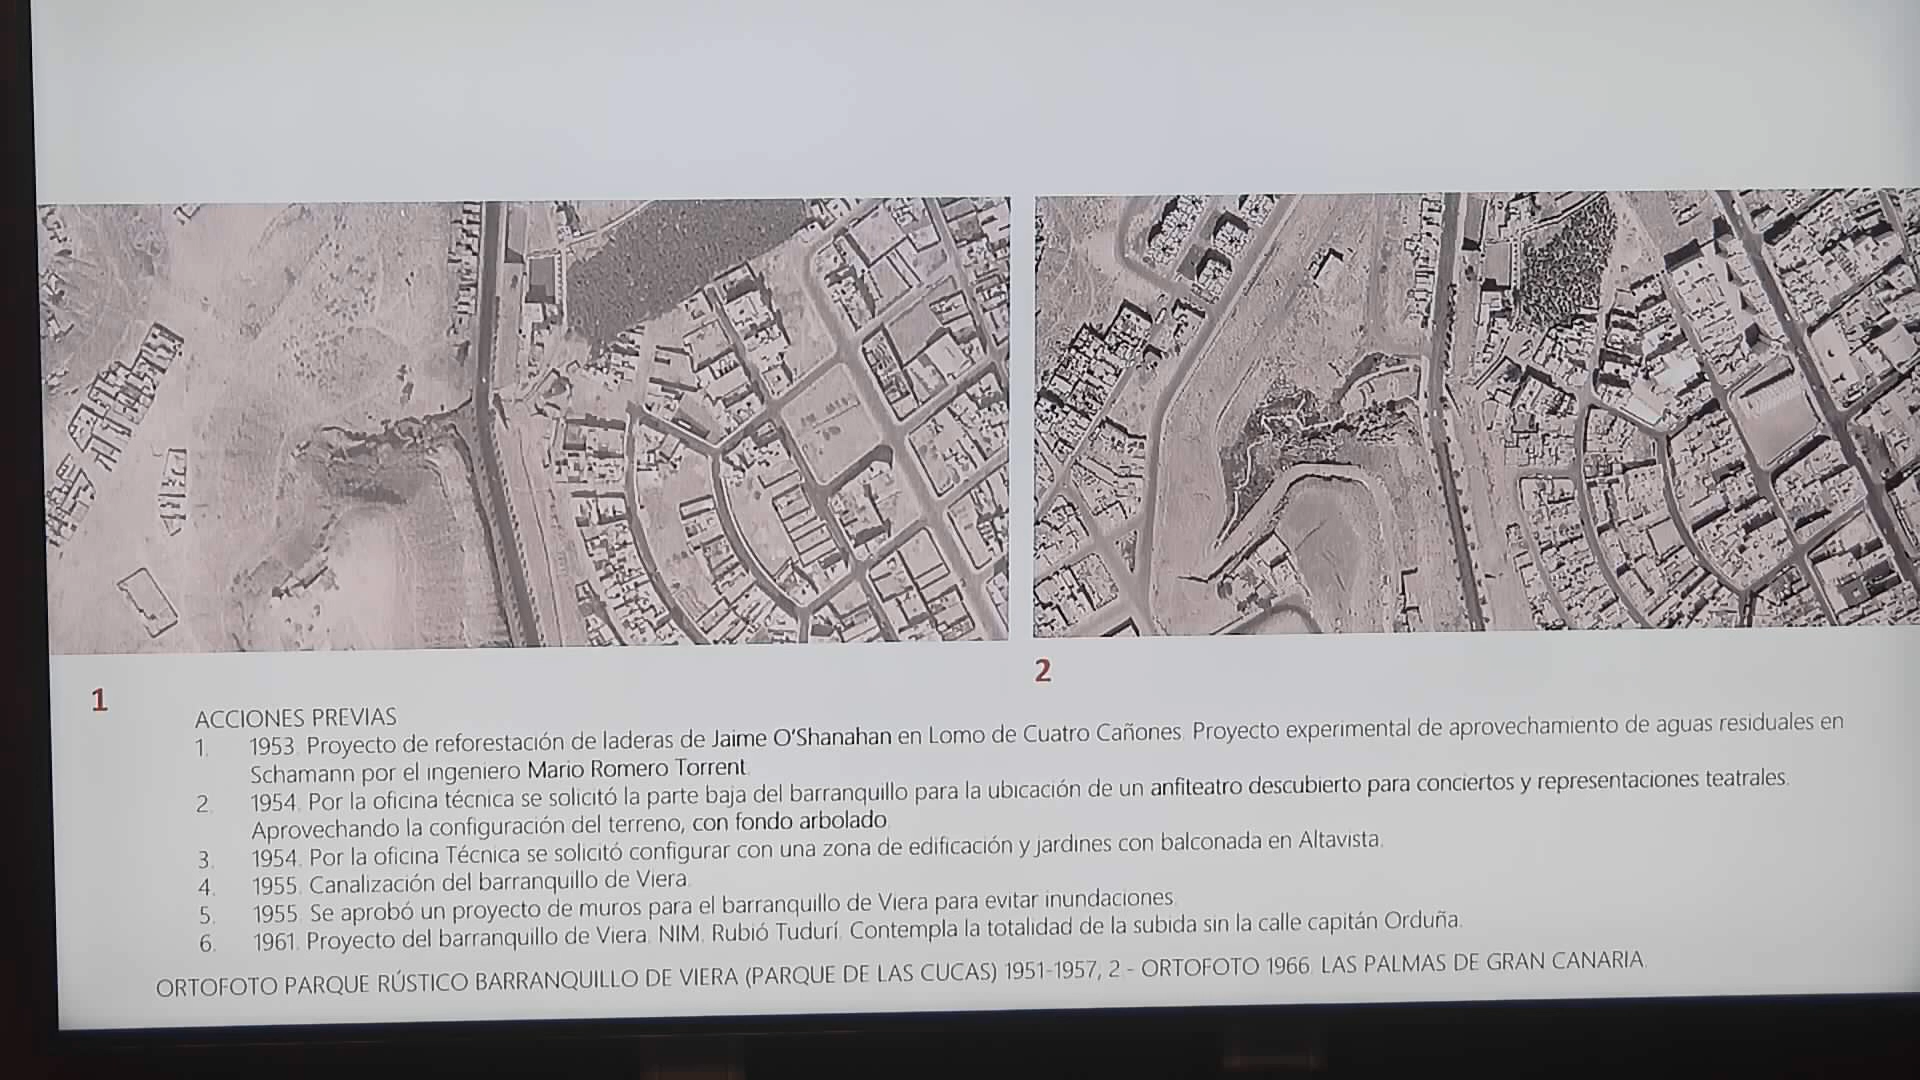 1
2
ACCIONES PREVIAS
1. 1953. Proyecto de reforestación de laderas de Jaime O'Shanahan en Lomo de Cuatro Cañones. Proyecto experimental de aprovechamiento de aguas residuales en
Schamann por el ingeniero Mario Romero Torrent.
2. 1954. Por la oficina técnica se solicitó la parte baja del barranquillo para la ubicación de un anfiteatro descubierto para conciertos y representaciones teatrales.
Aprovechando la configuración del terreno, con fondo arbolado.
3. 1954. Por la oficina Técnica se solicitó configurar con una zona de edificación y jardines con balconada en Altavista.
4. 1955. Canalización del barranquillo de Viera.
5. 1955. Se aprobó un proyecto de muros para el barranquillo de Viera para evitar inundaciones.
6. 1961. Proyecto del barranquillo de Viera. NIM. Rubió Tudurí. Contempla la totalidad de la subida sin la calle capitán Orduña.
ORTOFOTO PARQUE RÚSTICO BARRANQUILLO DE VIERA (PARQUE DE LAS CUCAS) 1951-1957, 2.- ORTOFOTO 1966. LAS PALMAS DE GRAN CANARIA.